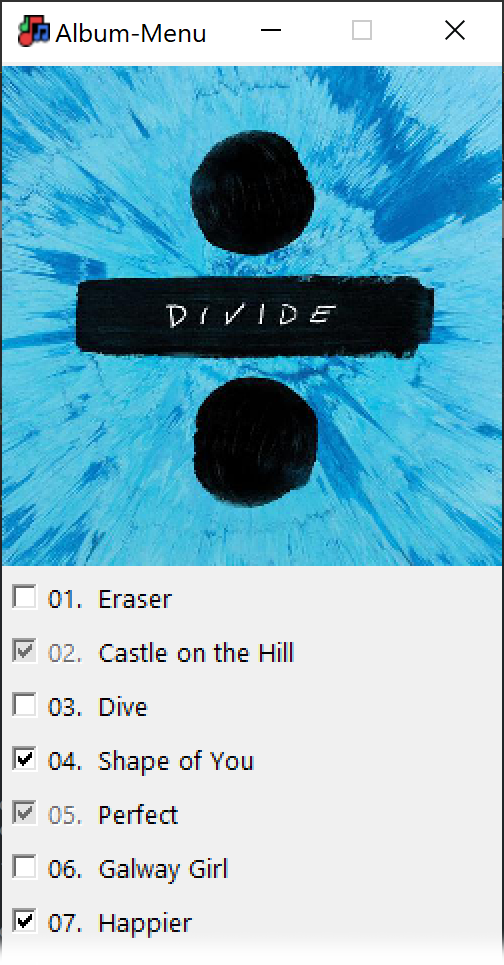 Album-Menu
DIVIDE
01. Eraser
02. Castle on the Hill
03. Dive
04. Shape of You
05. Perfect
06. Galway Girl
07. Happier